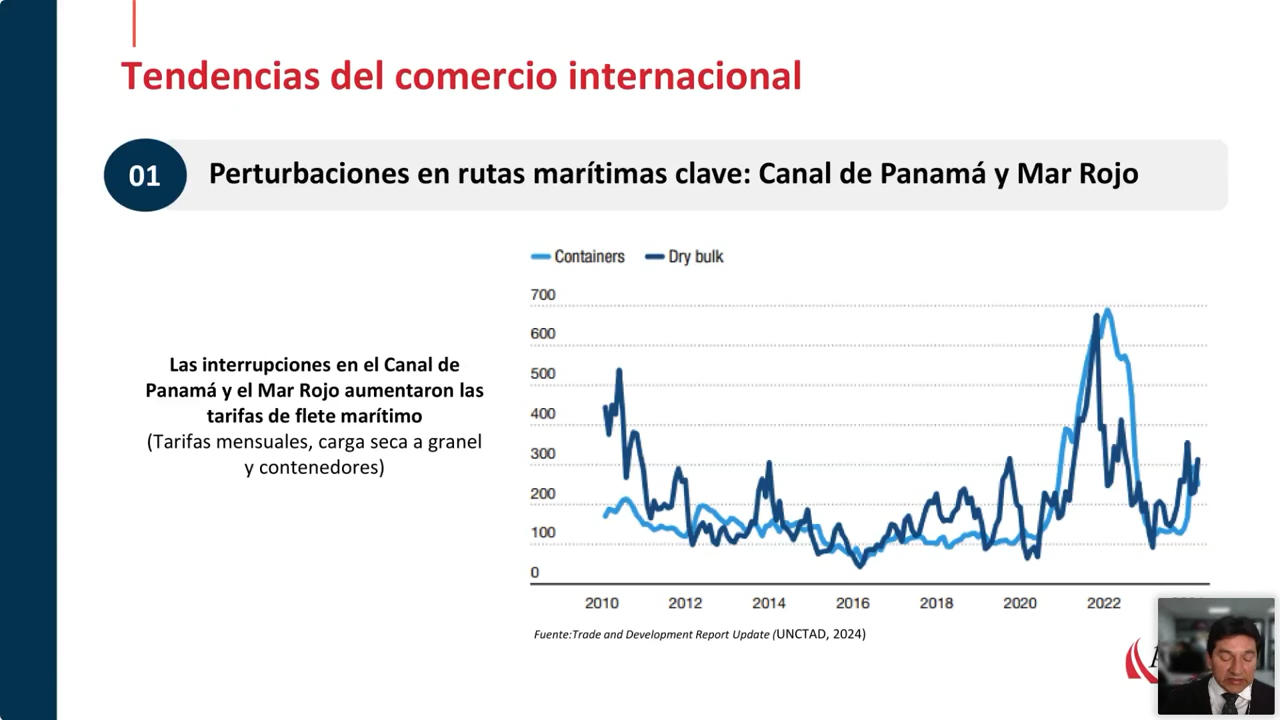 Tendencias del comercio internacional
01
Perturbaciones en rutas marítimas clave: Canal de Panamá y Mar Rojo
Las interrupciones en el Canal de
Panamá y el Mar Rojo aumentaron las
tarifas de flete marítimo
(Tarifas mensuales, carga seca a granel
y contenedores)
Containers Dry bulk
700
600
500
400
300
200
100
0
2010 2012 2014 2016 2018 2020 2022
Fuente:Trade and Development Report Update (UNCTAD, 2024)